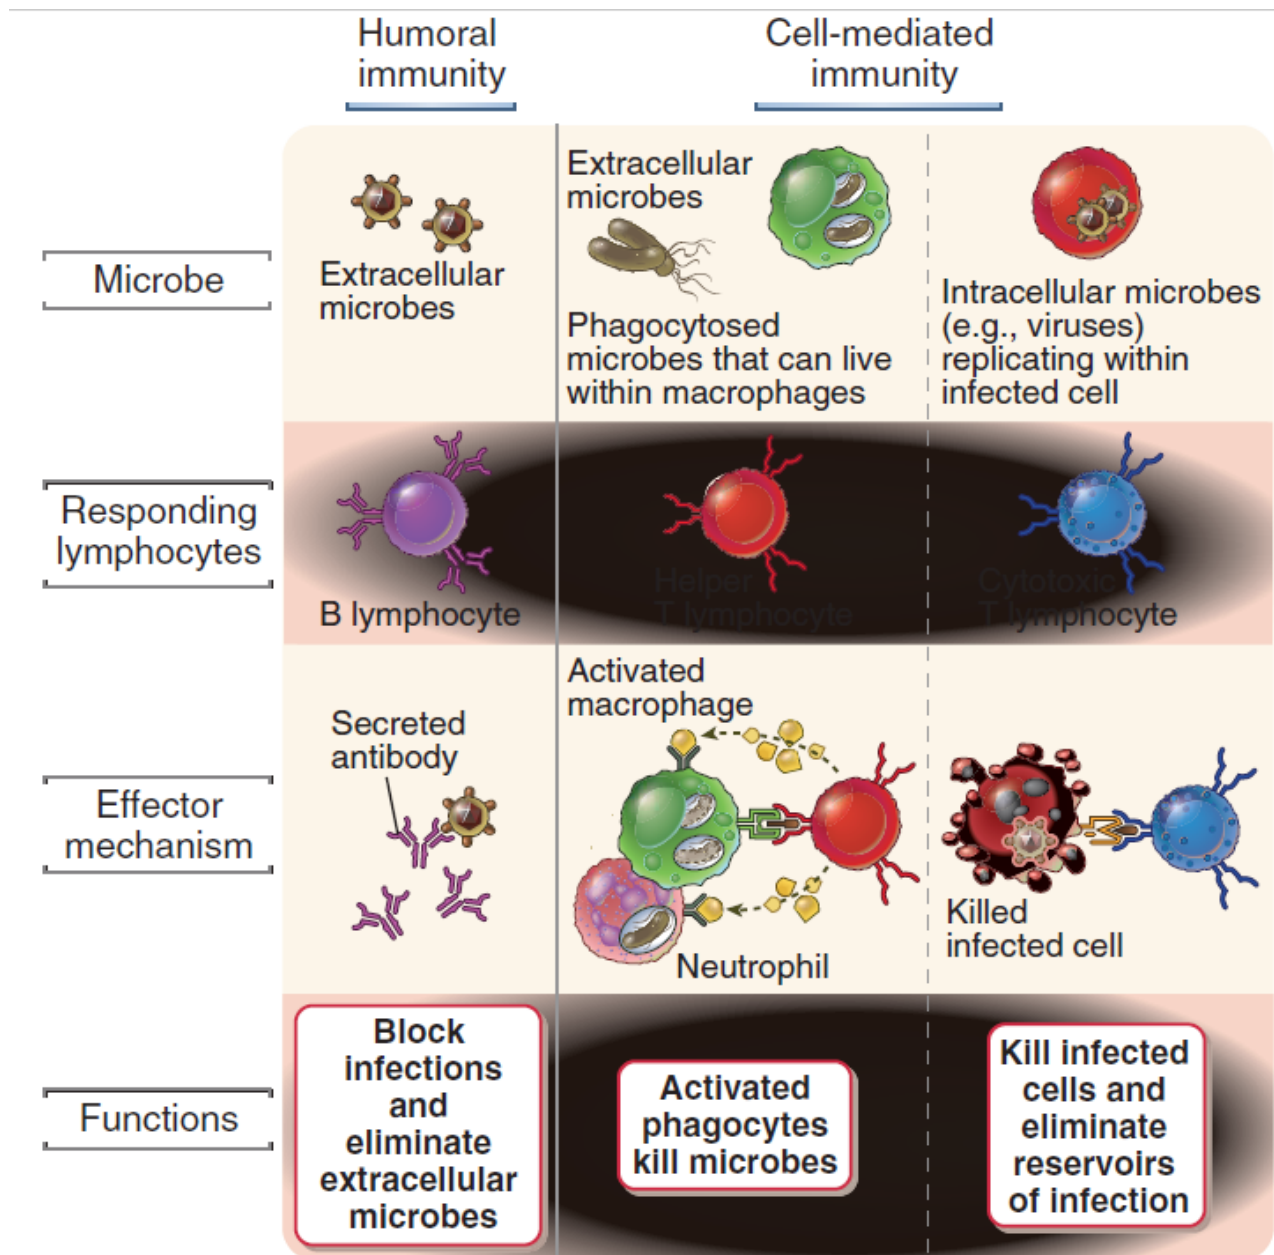 Humoral
immunity
Cell-mediated
immunity
Microbe
Extracellular
microbes
Extracellular
microbes
Phagocytosed
microbes that can live
within macrophages
Intracellular microbes
(e.g., viruses)
replicating within
infected cell
Responding
lymphocytes
B lymphocyte
Helper
T lymphocyte
Cytotoxic
T lymphocyte
Effector
mechanism
Secreted
antibody
Activated
macrophage
Neutrophil
Killed
infected cell
Functions
Block
infections
and
eliminate
extracellular
microbes
Activated
phagocytes
kill microbes
Kill infected
cells and
eliminate
reservoirs
of infection